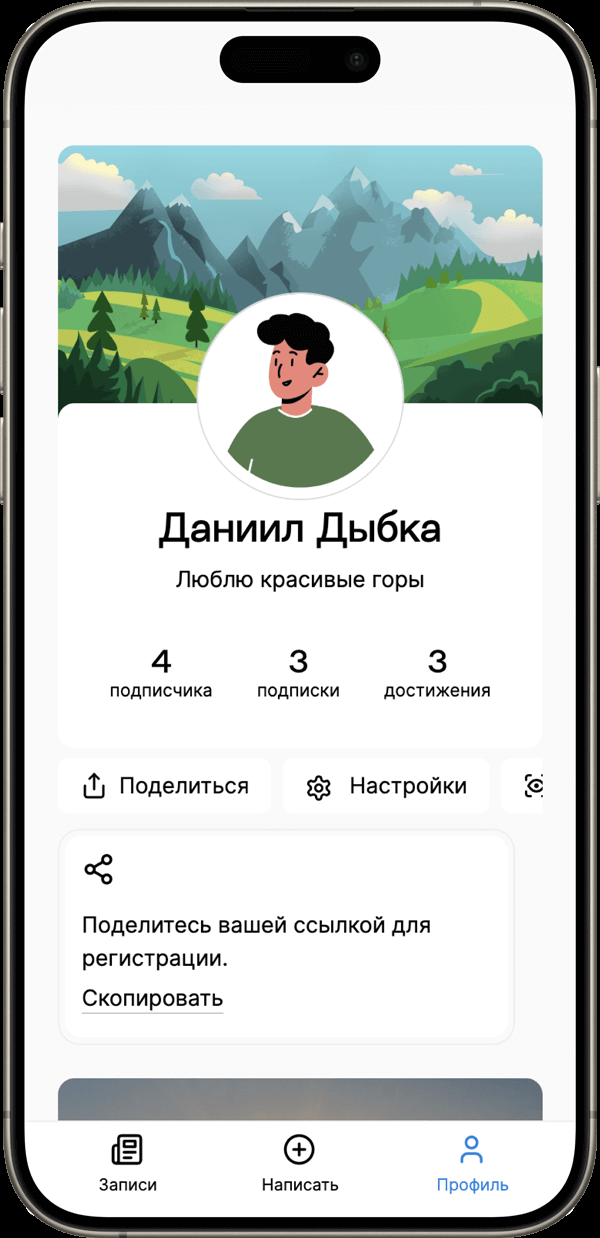 Даниил Дыбка
Люблю красивые горы
4
подписчика
3
подписки
3
достижения
Поделиться
Настройки
Поделитесь вашей ссылкой для
регистрации.
Скопировать
Записи
Написать
Профиль